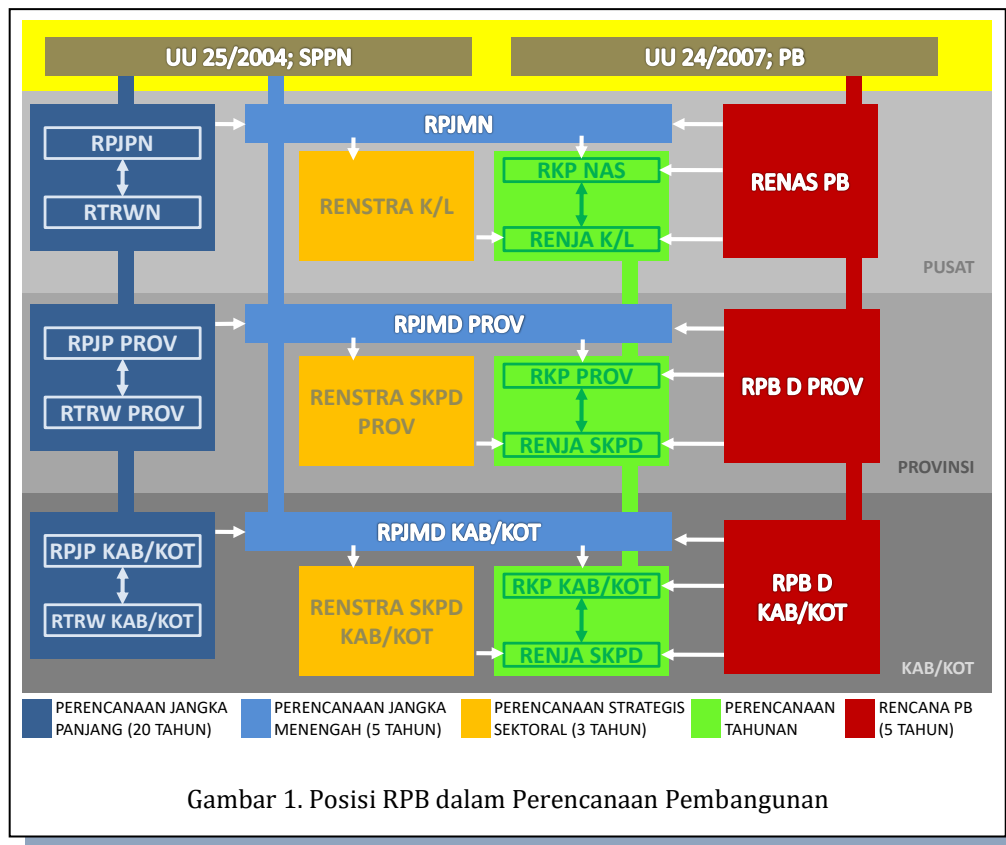 UU 25/2004; SPPN
UU 24/2007; PB
RPJPN
RTRWN
RPJMN
RENSTRA K/L
RKP NAS
RENJA K/L
RENAS PB
PUSAT
RPJP PROV
RTRW PROV
RPJMD PROV
RENSTRA SKPD
PROV
RKP PROV
RENJA SKPD
RPB D PROV
PROVINSI
RPJP KAB/KOT
RTRW KAB/KOT
RPJMD KAB/KOT
RENSTRA SKPD
KAB/KOT
RKP KAB/KOT
RENJA SKPD
RPB D
KAB/KOT
KAB/KOT
PERENCANAAN JANGKA
PANJANG (20 TAHUN)
PERENCANAAN JANGKA
MENENGAH (5 TAHUN)
PERENCANAAN STRATEGIS
SEKTORAL (3 TAHUN)
PERENCANAAN
TAHUNAN
RENCANA PB
(5 TAHUN)
Gambar 1. Posisi RPB dalam Perencanaan Pembangunan